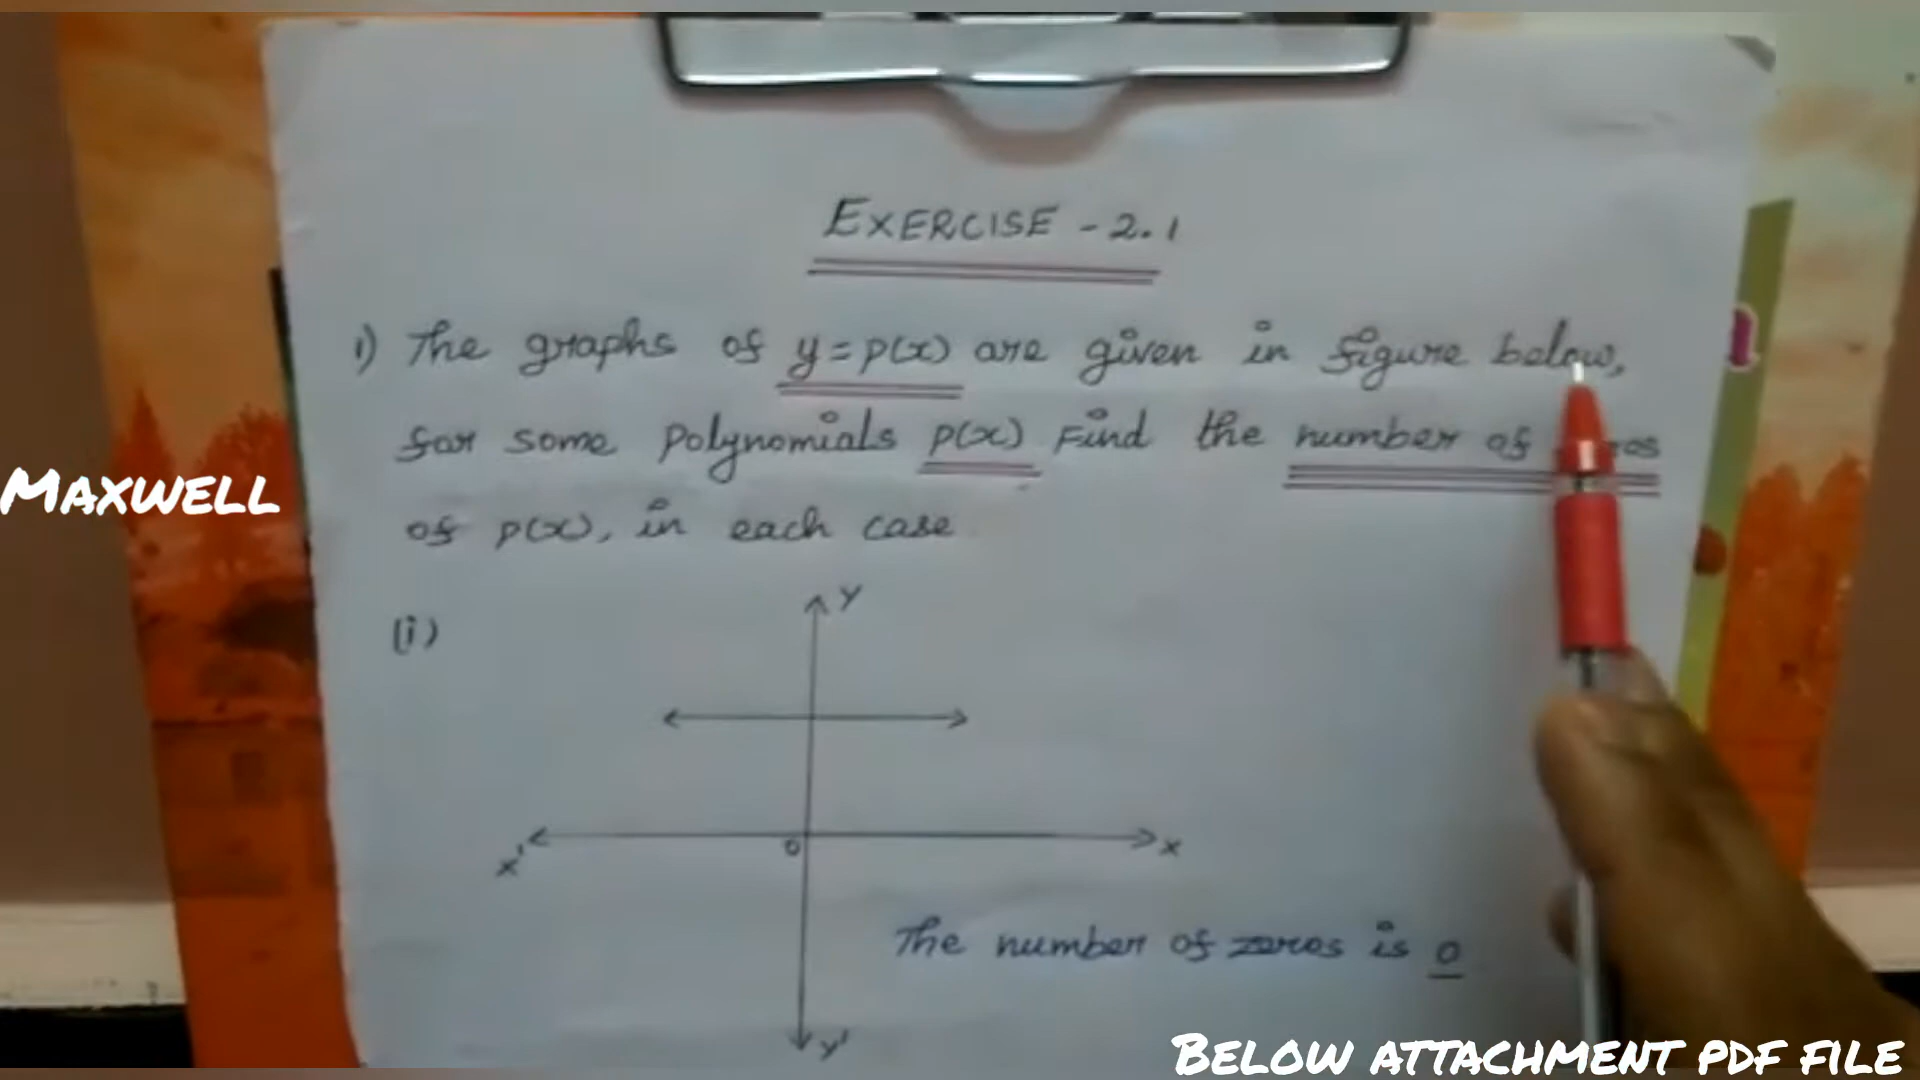 EXERCISE - 2.1
1) The graphs of y = p(x) are given in figure below,
for some Polynomials p(x) Find the number of
of p(x), in each case
(i)
Y
X' O X
Y'
The number of zeros is 0
MAXWELL
BELOW ATTACHMENT PDF FILE